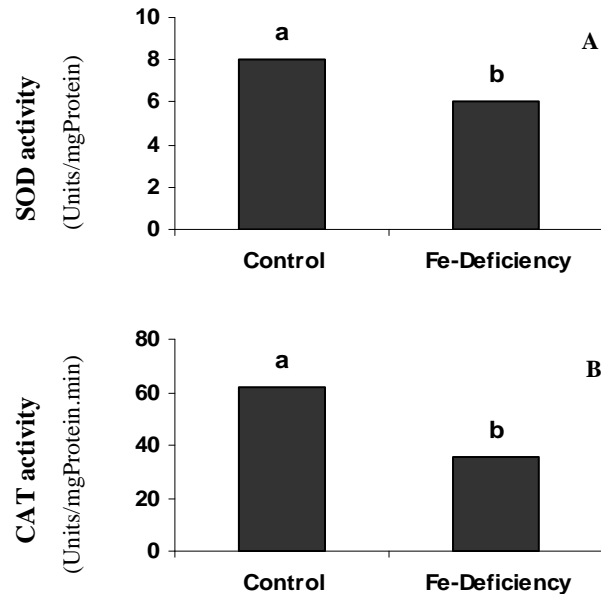 A
SOD activity
(Units/mgProtein)
10
8
6
4
2
0
a
b
Control
Fe-Deficiency
B
CAT activity
(Units/mgProtein.min)
80
60
40
20
0
a
b
Control
Fe-Deficiency